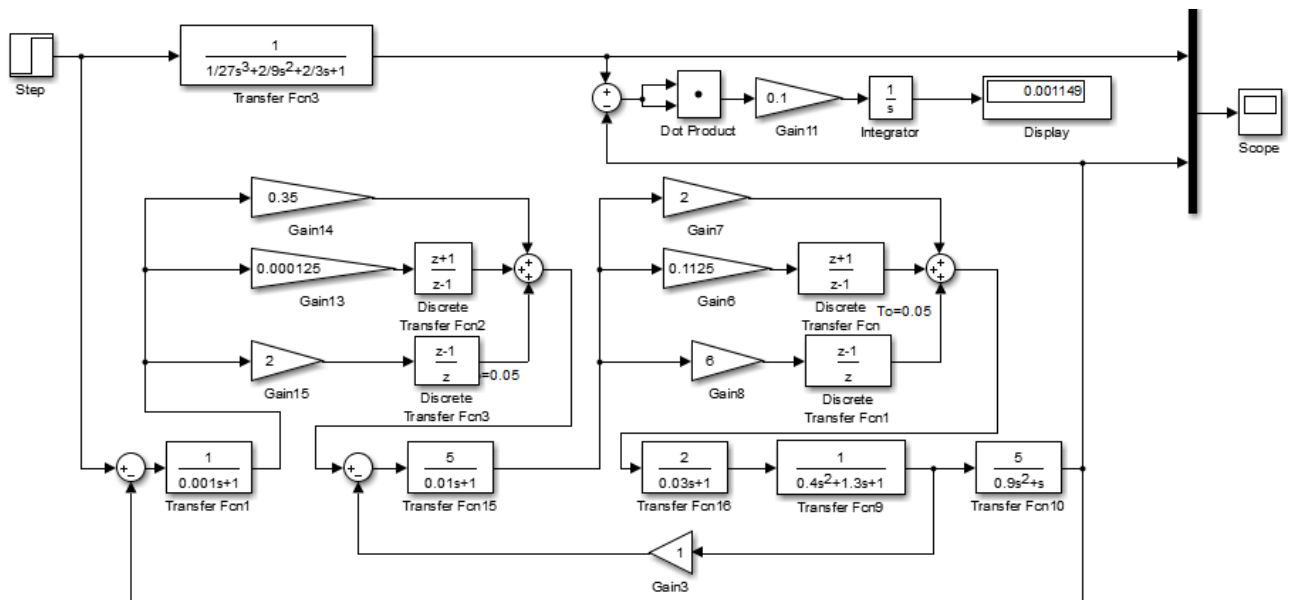 Step
1
1/27s³+2/9s²+2/3s+1
Transfer Fcn3
+
−
Dot Product
0.1
Gain11
1
s
Integrator
0.001149
Display
Scope
0.35
Gain14
0.000125
Gain13
z+1
z-1
Discrete
Transfer Fcn2
2
Gain15
z-1
z
=0.05
Discrete
Transfer Fcn3
+
+
+
2
Gain7
0.1125
Gain6
z+1
z-1
Discrete
Transfer Fcn
To=0.05
6
Gain8
z-1
z
Discrete
Transfer Fcn1
+
+
+
+
−
1
0.001s+1
Transfer Fcn1
+
−
5
0.01s+1
Transfer Fcn15
2
0.03s+1
Transfer Fcn16
1
0.4s²+1.3s+1
Transfer Fcn9
5
0.9s²+s
Transfer Fcn10
1
Gain3